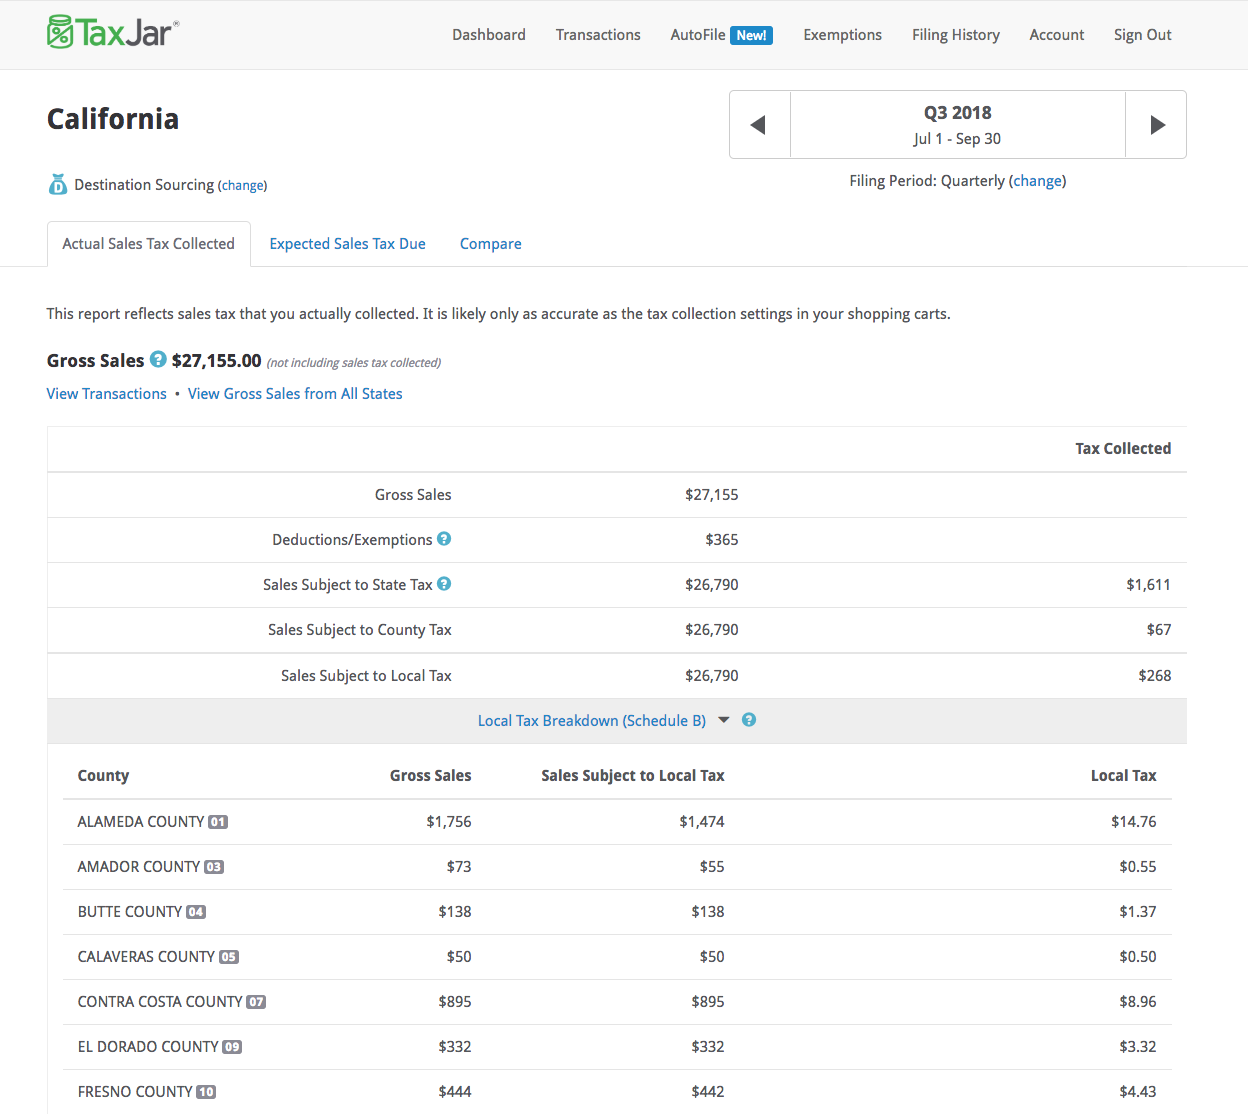 TaxJar®
Dashboard Transactions AutoFile New! Exemptions Filing History Account Sign Out
California
Q3 2018
Jul 1 - Sep 30
Destination Sourcing (change)
Filing Period: Quarterly (change)
Actual Sales Tax Collected Expected Sales Tax Due Compare
This report reflects sales tax that you actually collected. It is likely only as accurate as the tax collection settings in your shopping carts.
Gross Sales ? $27,155.00 (not including sales tax collected)
View Transactions • View Gross Sales from All States
Tax Collected
Gross Sales $27,155
Deductions/Exemptions ? $365
Sales Subject to State Tax ? $26,790 $1,611
Sales Subject to County Tax $26,790 $67
Sales Subject to Local Tax $26,790 $268
Local Tax Breakdown (Schedule B) ?
County Gross Sales Sales Subject to Local Tax Local Tax
ALAMEDA COUNTY 01 $1,756 $1,474 $14.76
AMADOR COUNTY 03 $73 $55 $0.55
BUTTE COUNTY 04 $138 $138 $1.37
CALAVERAS COUNTY 05 $50 $50 $0.50
CONTRA COSTA COUNTY 07 $895 $895 $8.96
EL DORADO COUNTY 09 $332 $332 $3.32
FRESNO COUNTY 10 $444 $442 $4.43